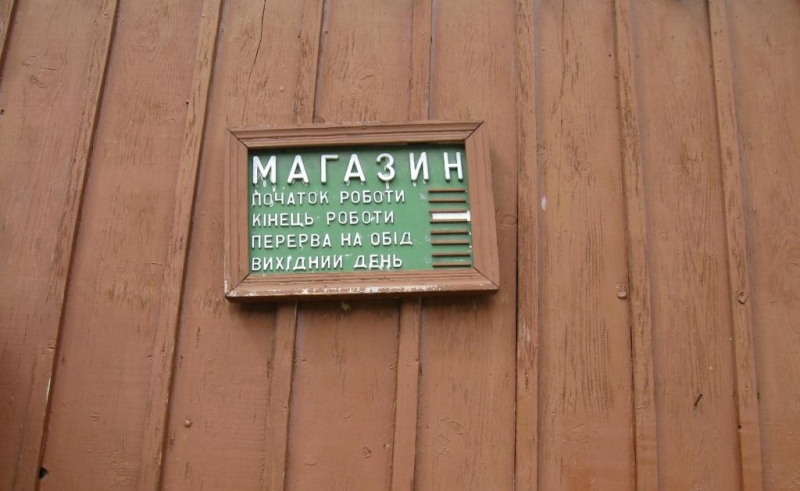 МАГАЗИН
ПОЧАТОК РОБОТИ
КІНЕЦЬ РОБОТИ
ПЕРЕРВА НА ОБІД
ВИХІДНИЙ ДЕНЬ